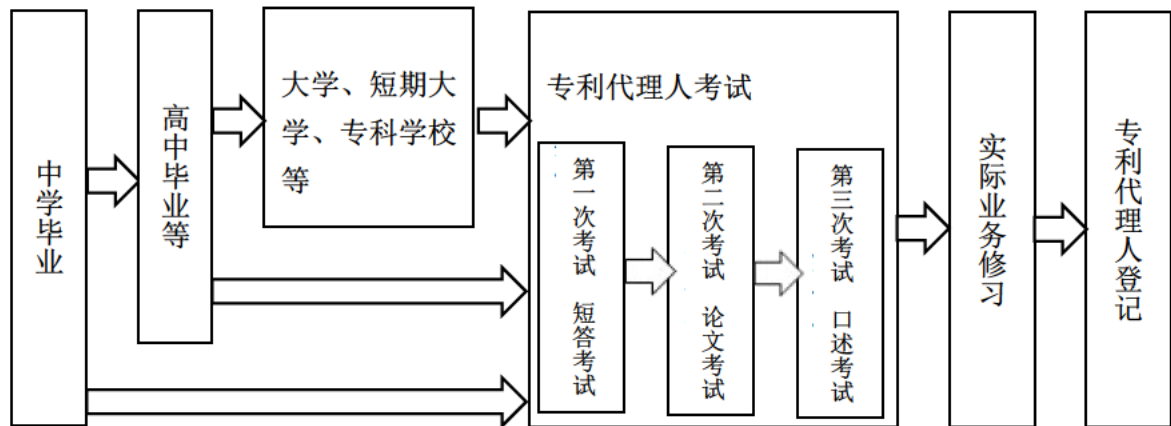 中学毕业
高中毕业等
大学、短期大
学、专科学校
等
专利代理人考试
第一次考试 短答考试
第二次考试 论文考试
第三次考试 口述考试
实际业务修习
专利代理人登记